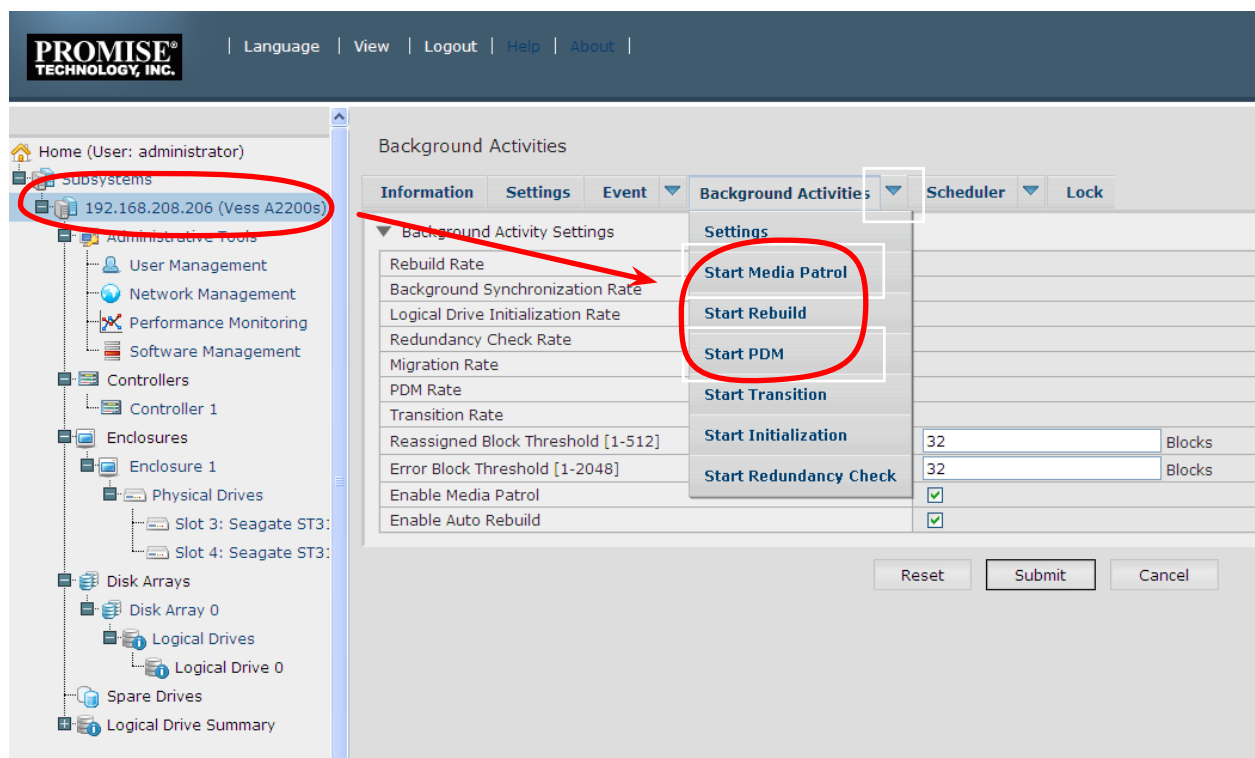 PROMISE®
TECHNOLOGY, INC.
| Language | View | Logout | Help | About |
Home (User: administrator)
Subsystems
192.168.208.206 (Vess A2200s)
Administrative Tools
User Management
Network Management
Performance Monitoring
Software Management
Controllers
Controller 1
Enclosures
Enclosure 1
Physical Drives
Slot 3: Seagate ST3
Slot 4: Seagate ST3
Disk Arrays
Disk Array 0
Logical Drives
Logical Drive 0
Spare Drives
Logical Drive Summary
Background Activities
Information Settings Event Background Activities Scheduler Lock
Settings
Start Media Patrol
Start Rebuild
Start PDM
Start Transition
Start Initialization
Start Redundancy Check
Background Activity Settings
Rebuild Rate
Background Synchronization Rate
Logical Drive Initialization Rate
Redundancy Check Rate
Migration Rate
PDM Rate
Transition Rate
Reassigned Block Threshold [1-512] 32 Blocks
Error Block Threshold [1-2048] 32 Blocks
Enable Media Patrol
Enable Auto Rebuild
Reset Submit Cancel